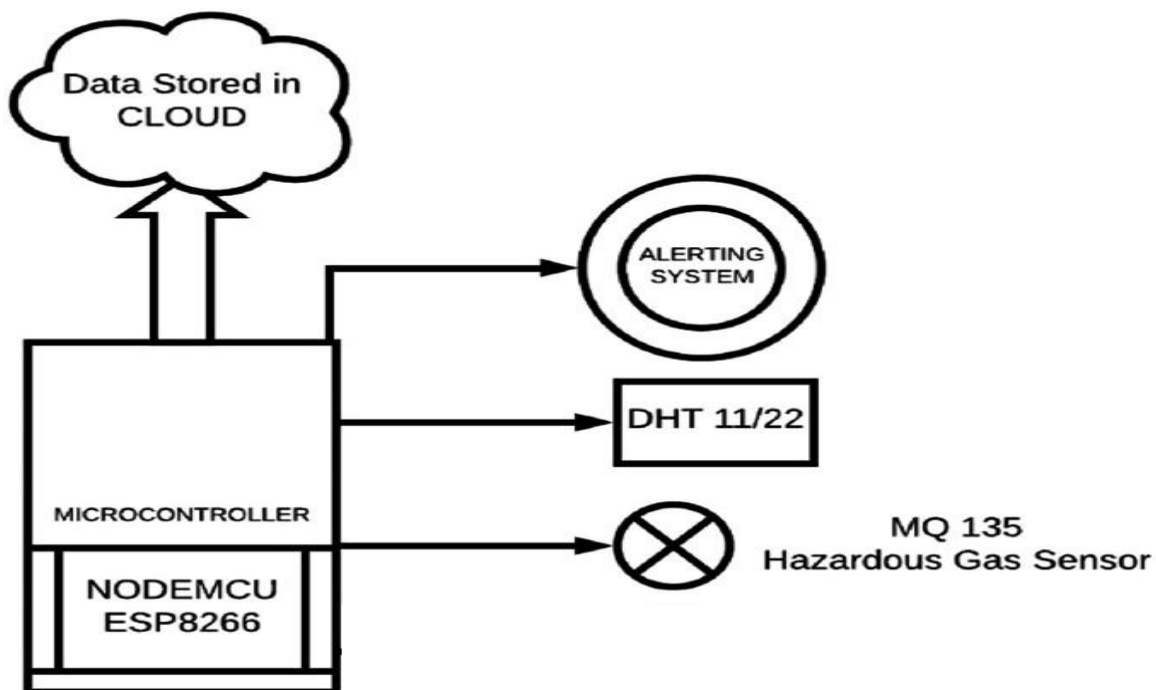 Data Stored in
CLOUD
ALERTING
SYSTEM
DHT 11/22
MICROCONTROLLER
MQ 135
Hazardous Gas Sensor
NODEMCU
ESP8266